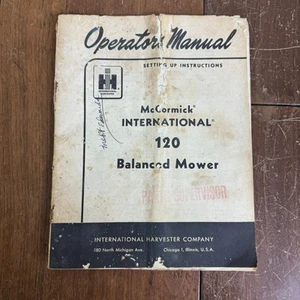 Operators Manual
SETTING UP INSTRUCTIONS
IH
McCormick®
INTERNATIONAL®
120
Balanced Mower
SUPERVISOR
INTERNATIONAL HARVESTER COMPANY
180 North Michigan Ave. Chicago 1, Illinois, U.S.A.